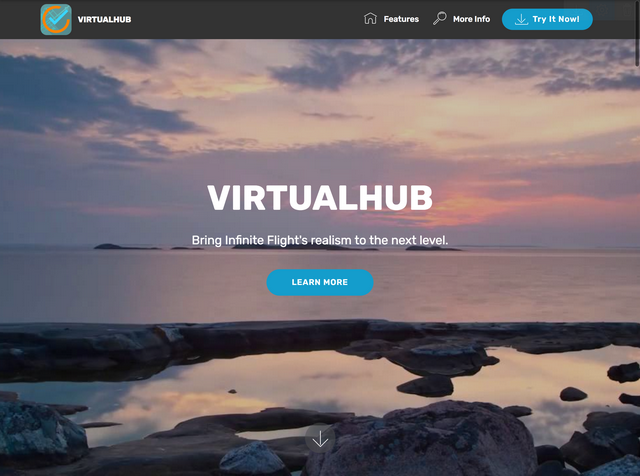 VIRTUALHUB
Features
More Info
Try It Now!
VIRTUALHUB
Bring Infinite Flight's realism to the next level.
LEARN MORE